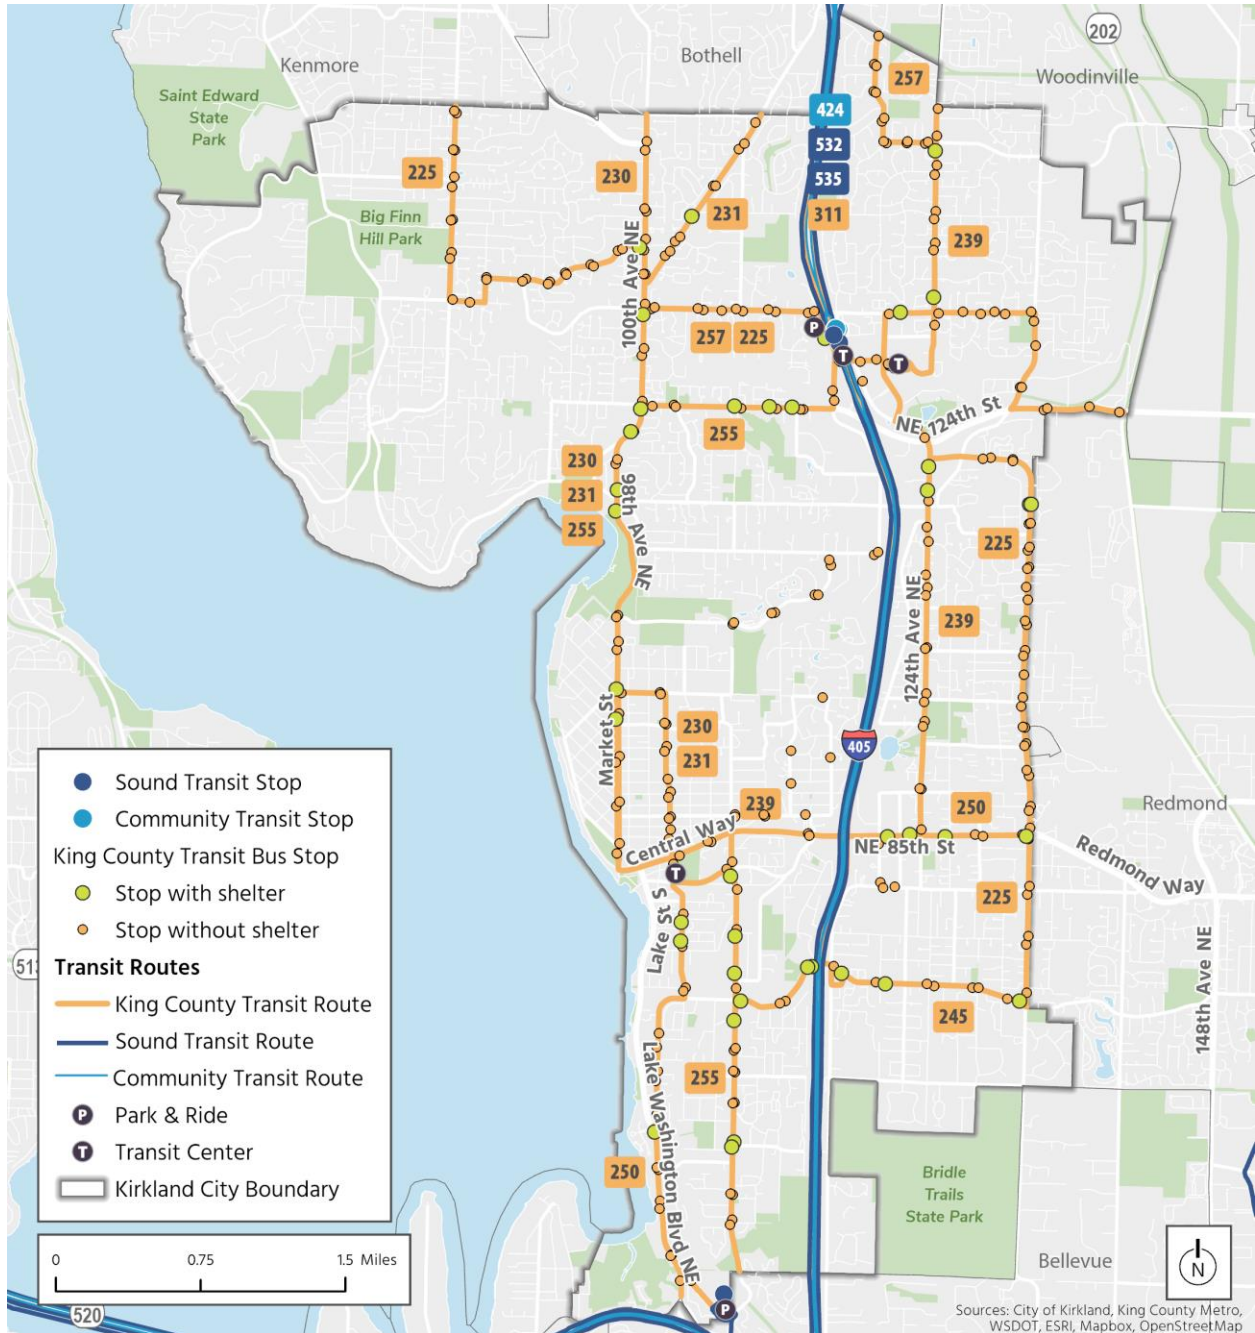 202
Bothell
Kenmore
Woodinville
257
Saint Edward
State
Park
424
532
535
311
225
230
231
239
Big Finn
Hill Park
100th Ave NE
257
225
P
T
T
NE 124th St
255
230
231
255
98th Ave NE
225
124th Ave NE
239
Market St
230
231
405
239
250
Redmond
Central Way
NE 85th St
Redmond Way
T
225
Lake St S
148th Ave NE
245
255
Lake Washington Blvd NE
250
Bridle
Trails
State Park
Bellevue
P
513
520
Sound Transit Stop
Community Transit Stop
King County Transit Bus Stop
Stop with shelter
Stop without shelter
Transit Routes
King County Transit Route
Sound Transit Route
Community Transit Route
P Park & Ride
T Transit Center
Kirkland City Boundary
0 0.75 1.5 Miles
N
Sources: City of Kirkland, King County Metro,
WSDOT, ESRI, Mapbox, OpenStreetMap